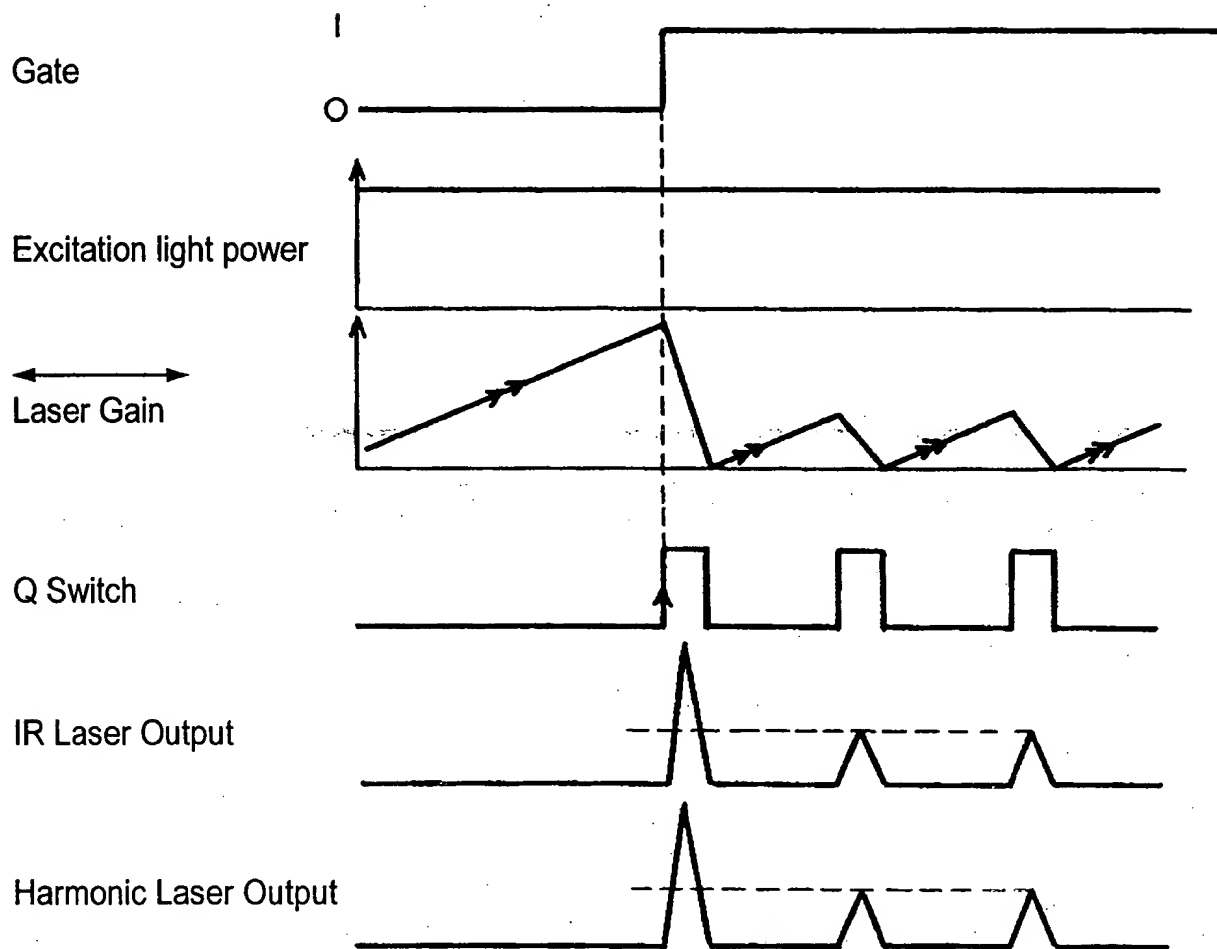 I
Gate
O
Excitation light power
Laser Gain
Q Switch
IR Laser Output
Harmonic Laser Output